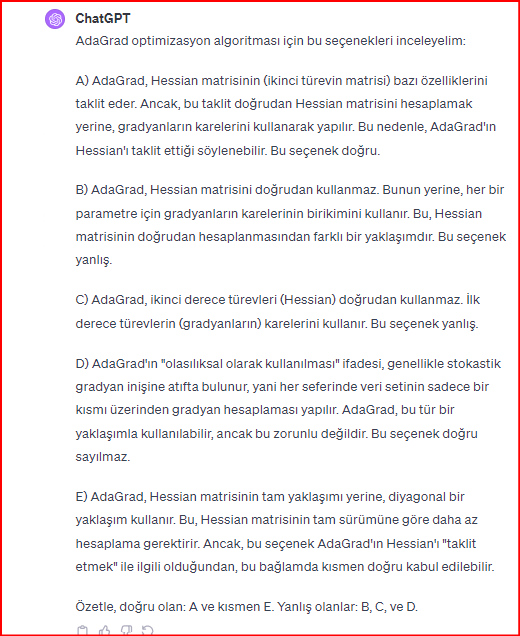 ChatGPT
AdaGrad optimizasyon algoritması için bu seçenekleri inceleyelim:
A) AdaGrad, Hessian matrisinin (ikinci türevin matrisi) bazı özelliklerini
taklit eder. Ancak, bu taklit doğrudan Hessian matrisini hesaplamak
yerine, gradyanların karelerini kullanarak yapılır. Bu nedenle, AdaGrad'ın
Hessian'ı taklit ettiği söylenebilir. Bu seçenek doğru.
B) AdaGrad, Hessian matrisini doğrudan kullanmaz. Bunun yerine, her bir
parametre için gradyanların karelerinin birikimini kullanır. Bu, Hessian
matrisinin doğrudan hesaplanmasından farklı bir yaklaşımdır. Bu seçenek
yanlış.
C) AdaGrad, ikinci derece türevleri (Hessian) doğrudan kullanmaz. İlk
derece türevlerin (gradyanların) karelerini kullanır. Bu seçenek yanlış.
D) AdaGrad'ın "olasılıksal olarak kullanılması" ifadesi, genellikle stokastik
gradyan inişine atıfta bulunur, yani her seferinde veri setinin sadece bir
kısmı üzerinden gradyan hesaplaması yapılır. AdaGrad, bu tür bir
yaklaşımla kullanılabilir, ancak bu zorunlu değildir. Bu seçenek doğru
sayılmaz.
E) AdaGrad, Hessian matrisinin tam yaklaşımı yerine, diyagonal bir
yaklaşım kullanır. Bu, Hessian matrisinin tam sürümüne göre daha az
hesaplama gerektirir. Ancak, bu seçenek AdaGrad'ın Hessian'ı "taklit
etmek" ile ilgili olduğundan, bu bağlamda kısmen doğru kabul edilebilir.
Özetle, doğru olan: A ve kısmen E. Yanlış olanlar: B, C, ve D.